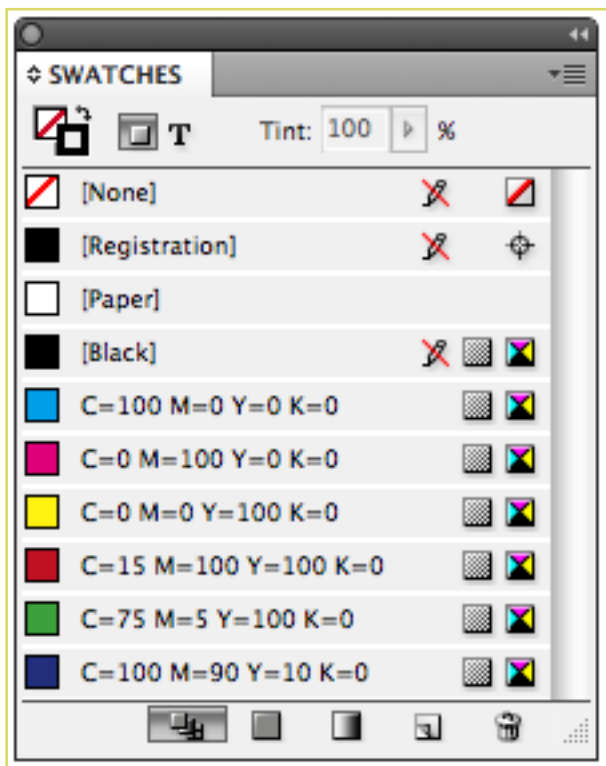 SWATCHES
T Tint: 100 %
[None]
[Registration]
[Paper]
[Black]
C=100 M=0 Y=0 K=0
C=0 M=100 Y=0 K=0
C=0 M=0 Y=100 K=0
C=15 M=100 Y=100 K=0
C=75 M=5 Y=100 K=0
C=100 M=90 Y=10 K=0